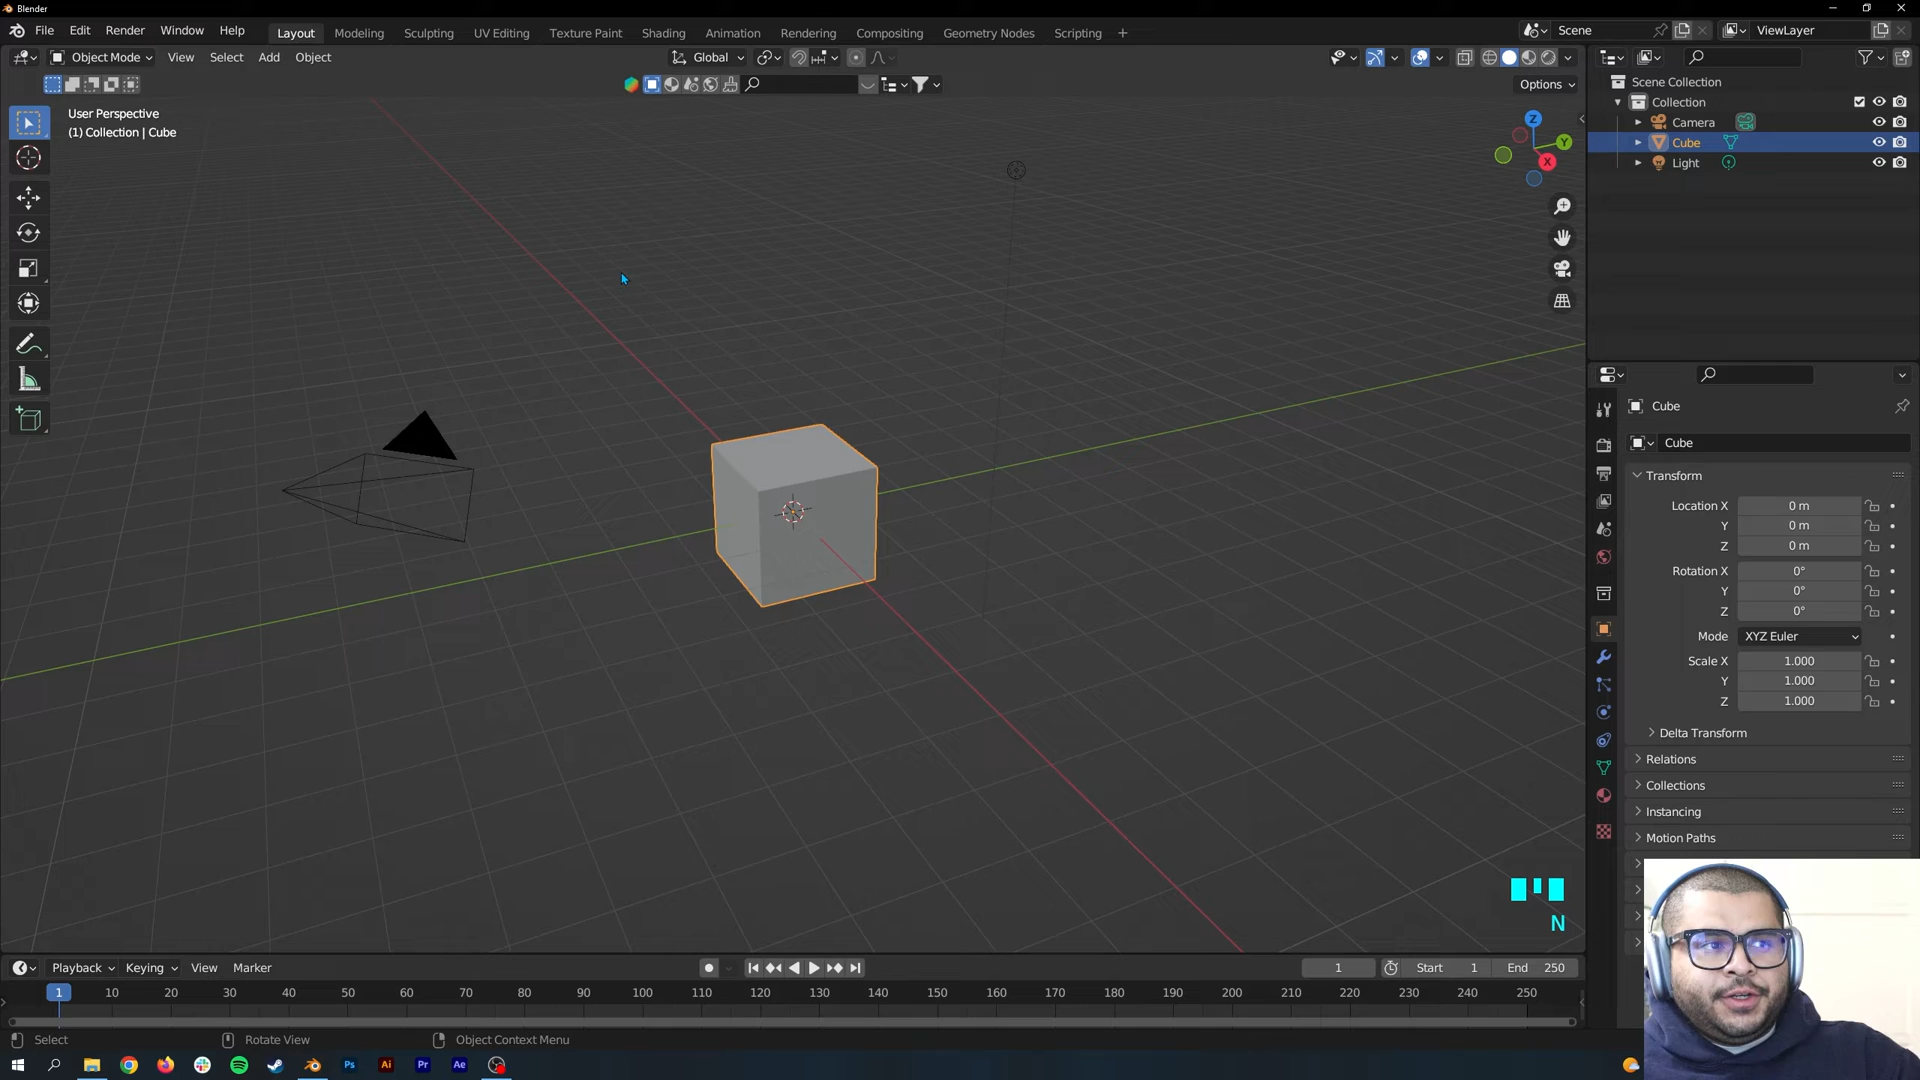 Blender
File Edit Render Window Help Layout Modeling Sculpting UV Editing Texture Paint Shading Animation Rendering Compositing Geometry Nodes Scripting + Scene ViewLayer
Object Mode View Select Add Object Global
Options
User Perspective
(1) Collection | Cube
Z
Y
X
Scene Collection
Collection
Camera
Cube
Light
Cube
Cube
Transform
Location X 0 m
Y 0 m
Z 0 m
Rotation X 0°
Y 0°
Z 0°
Mode XYZ Euler
Scale X 1.000
Y 1.000
Z 1.000
Delta Transform
Relations
Collections
Instancing
Motion Paths
N
Playback Keying View Marker 1 Start 1 End 250
1 10 20 30 40 50 60 70 80 90 100 110 120 130 140 150 160 170 180 190 200 210 220 230 240 250
Select Rotate View Object Context Menu
Ps Ai Pr Ae